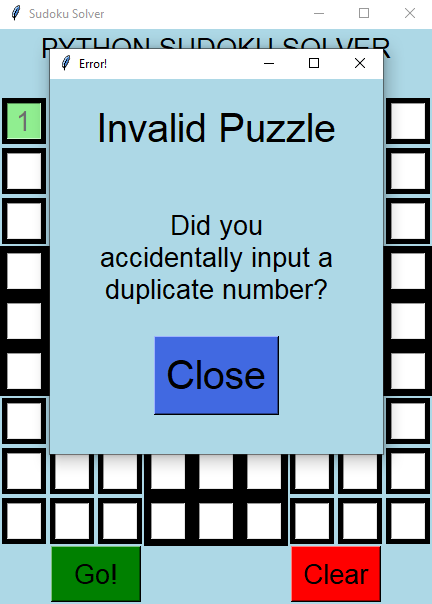 Sudoku Solver
PYTHON SUDOKU SOLVER
Error!
1
Invalid Puzzle
Did you
accidentally input a
duplicate number?
Close
Go!
Clear